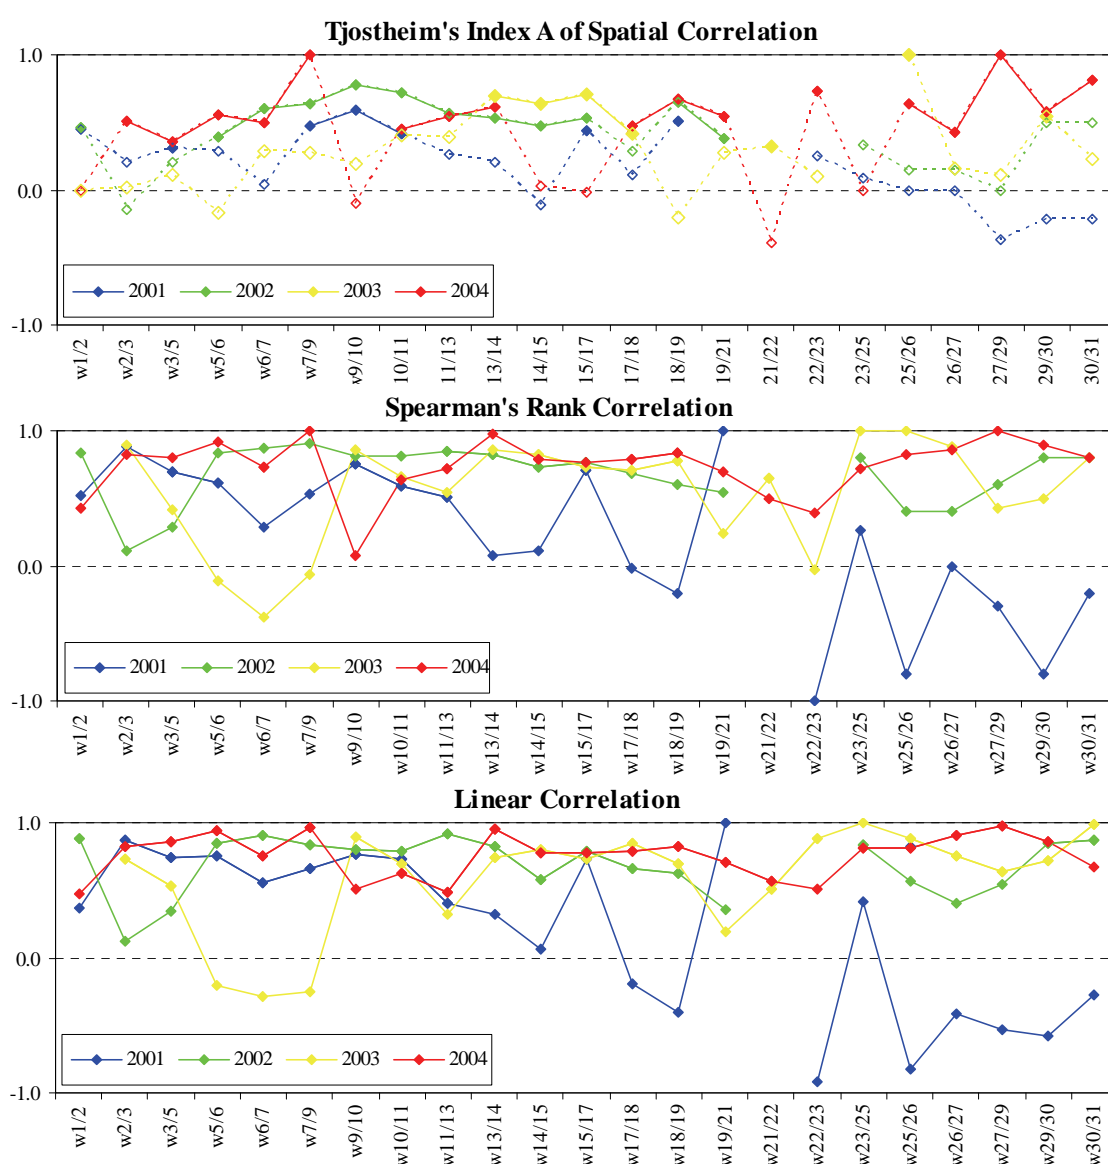 Tjostheim's Index A of Spatial Correlation
1.0
0.0
-1.0
2001 2002 2003 2004
w1/2 w2/3 w3/5 w5/6 w6/7 w7/9 v9/10 10/11 11/13 13/14 14/15 15/17 17/18 18/19 19/21 21/22 22/23 23/25 25/26 26/27 27/29 29/30 30/31
Spearman's Rank Correlation
1.0
0.0
-1.0
2001 2002 2003 2004
w1/2 w2/3 w3/5 w5/6 w6/7 w7/9 w9/10 w10/11 w11/13 w13/14 w14/15 w15/17 w17/18 w18/19 w19/21 w21/22 w22/23 w23/25 w25/26 w26/27 w27/29 w29/30 w30/31
Linear Correlation
1.0
0.0
-1.0
2001 2002 2003 2004
w1/2 w2/3 w3/5 w5/6 w6/7 w7/9 w9/10 w10/11 w11/13 w13/14 w14/15 w15/17 w17/18 w18/19 w19/21 w21/22 w22/23 w23/25 w25/26 w26/27 w27/29 w29/30 w30/31